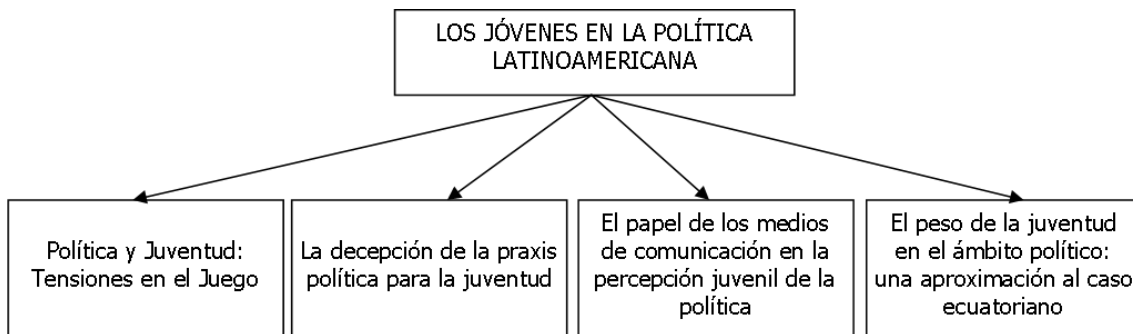 LOS JÓVENES EN LA POLÍTICA
LATINOAMERICANA
Política y Juventud:
Tensiones en el Juego
La decepción de la praxis
política para la juventud
El papel de los medios
de comunicación en la
percepción juvenil de la
política
El peso de la juventud
en el ámbito político:
una aproximación al caso
ecuatoriano